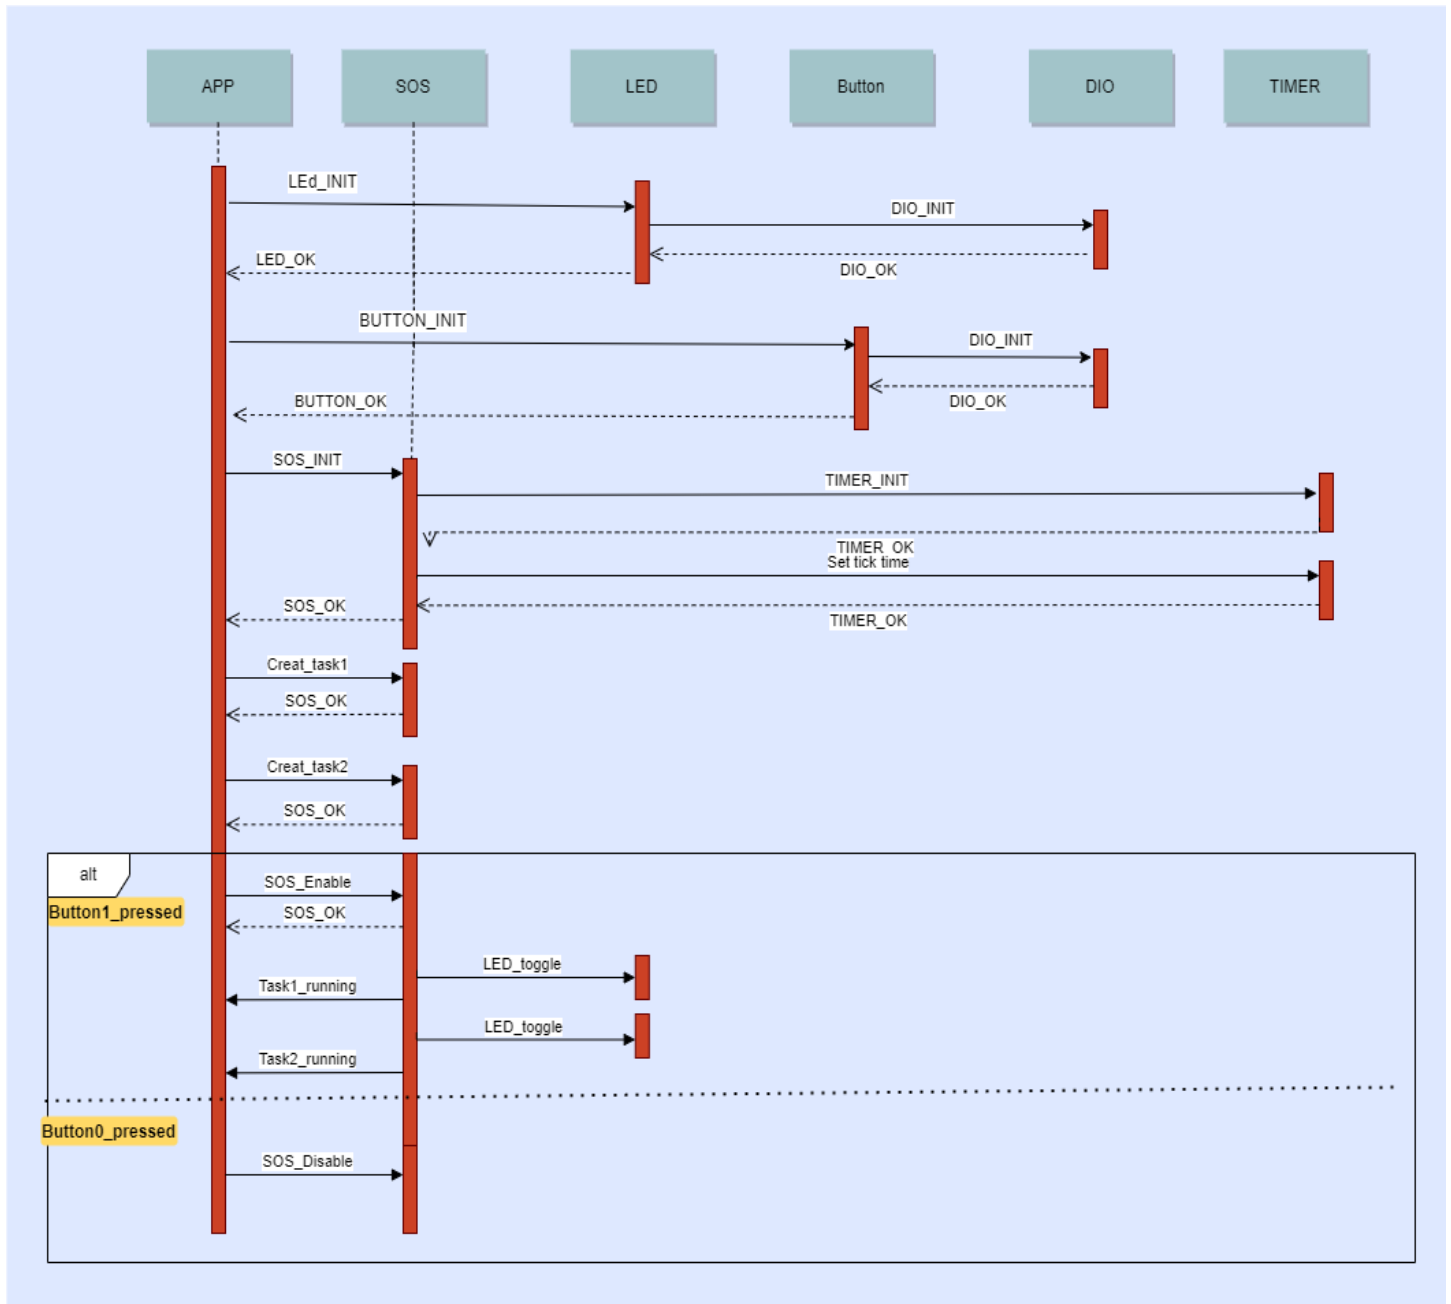 APP
SOS
LED
Button
DIO
TIMER
LEd_INIT
DIO_INIT
LED_OK
DIO_OK
BUTTON_INIT
DIO_INIT
BUTTON_OK
DIO_OK
SOS_INIT
TIMER_INIT
TIMER_OK
Set tick time
SOS_OK
TIMER_OK
Creat_task1
SOS_OK
Creat_task2
SOS_OK
alt
SOS_Enable
Button1_pressed
SOS_OK
LED_toggle
Task1_running
LED_toggle
Task2_running
Button0_pressed
SOS_Disable